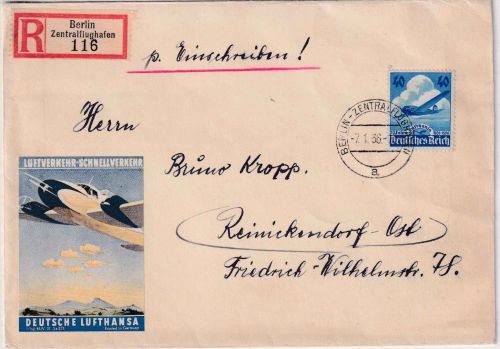 R
Berlin
Zentralflughafen
116
p. Einschreiben!
40 40
Deutsches Reich
BERLIN-ZENTRALFLUGHAFEN
-7.1.36.-
a
Herrn
Bruno Kropp.
Reinickendorf-Ost
Friedrich-Wilhelmstr. 78.
LUFTVERKEHR-SCHNELLVERKEHR
DEUTSCHE LUFTHANSA
Printed in Germany